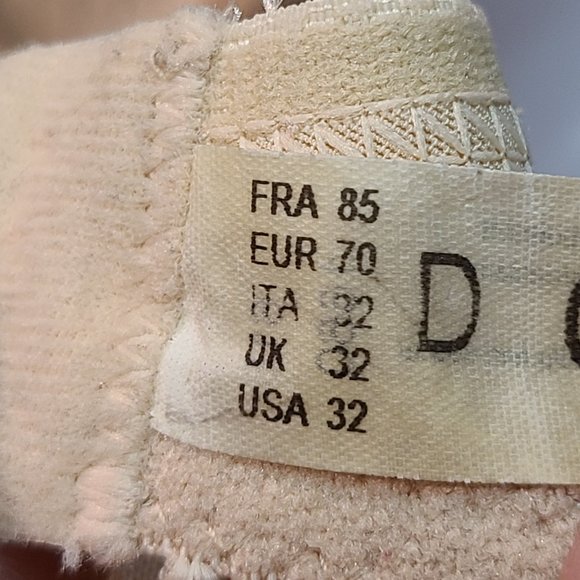 FRA 85
EUR 70
ITA 32
UK 32
USA 32
D